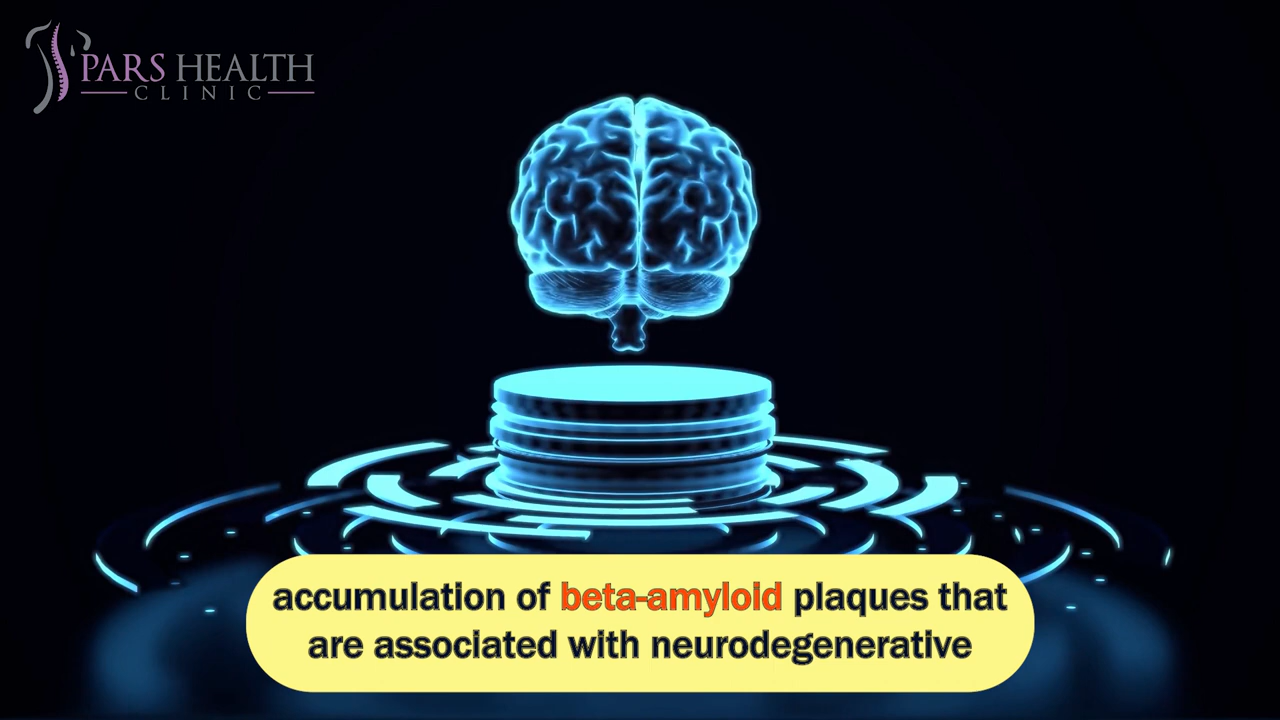 PARS HEALTH
CLINIC
accumulation of beta-amyloid plaques that
are associated with neurodegenerative